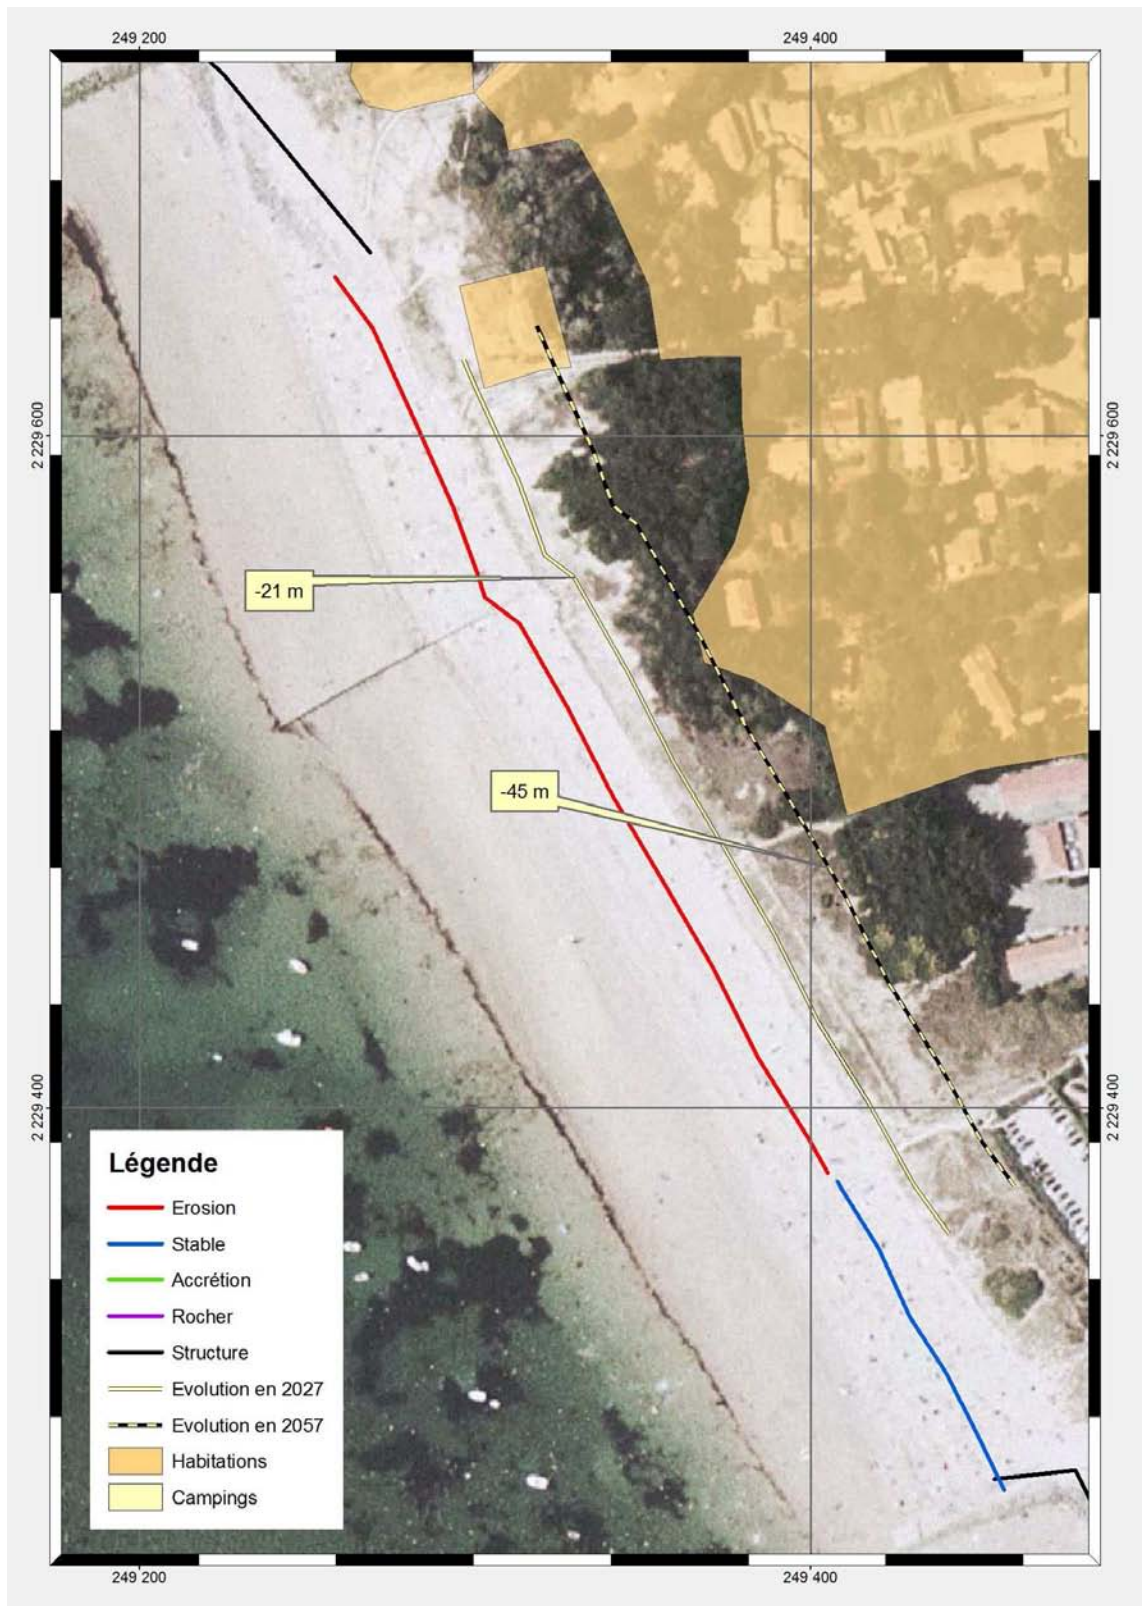 249 200
249 400
2 229 600
2 229 600
-21 m
-45 m
2 229 400
2 229 400
Légende
Erosion
Stable
Accrétion
Rocher
Structure
Evolution en 2027
Evolution en 2057
Habitations
Campings
249 200
249 400